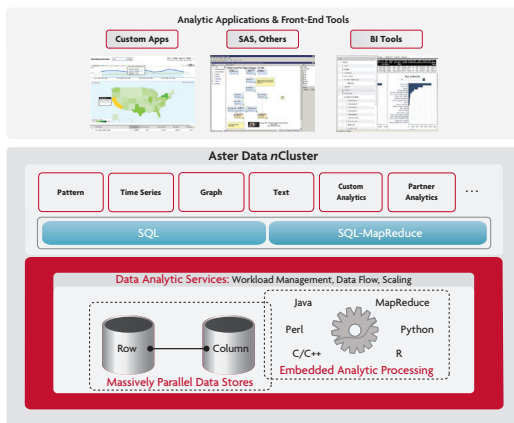 Analytic Applications & Front-End Tools
Custom Apps
SAS, Others
BI Tools
Aster Data nCluster
Pattern
Time Series
Graph
Text
Custom
Analytics
Partner
Analytics
...
SQL
SQL-MapReduce
Data Analytic Services: Workload Management, Data Flow, Scaling
Row
Column
Massively Parallel Data Stores
Java
MapReduce
Perl
Python
C/C++
R
Embedded Analytic Processing